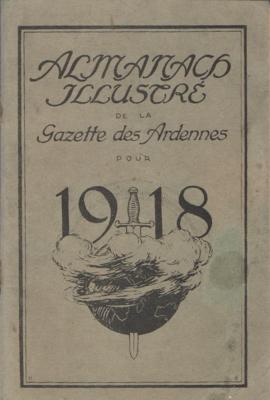 ALMANACH
ILLUSTRÉ
DE LA
Gazette des Ardennes
POUR
1918